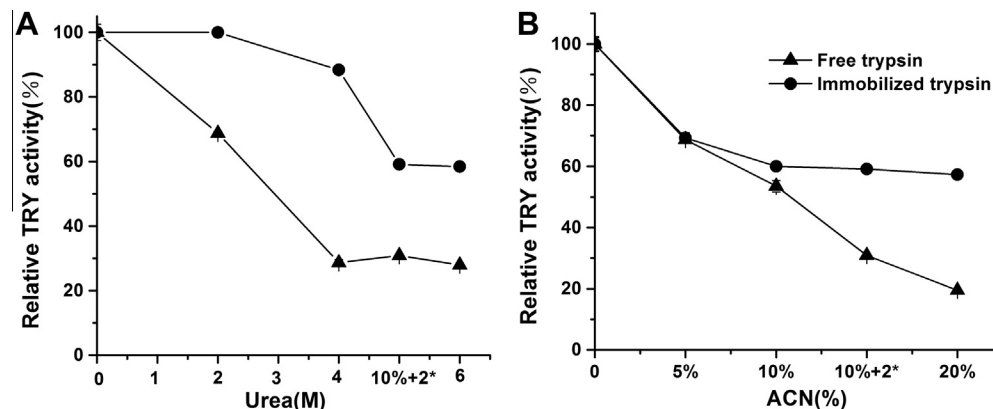 A
Relative TRY activity(%)
100
80
60
40
20
0
0 1 2 3 4 10%+2* 6
Urea(M)
B
Relative TRY activity(%)
100
80
60
40
20
0
Free trypsin
Immobilized trypsin
0 5% 10% 10%+2* 20%
ACN(%)